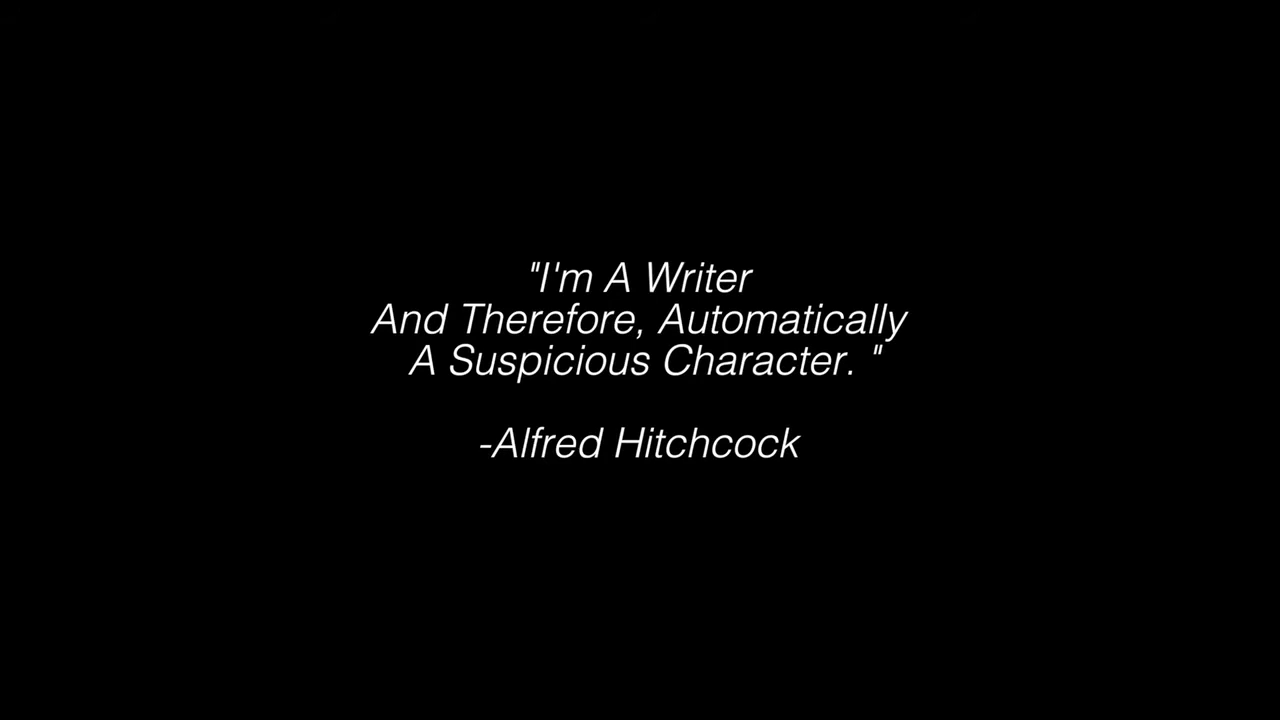 "I'm A Writer
And Therefore, Automatically
A Suspicious Character. "
-Alfred Hitchcock